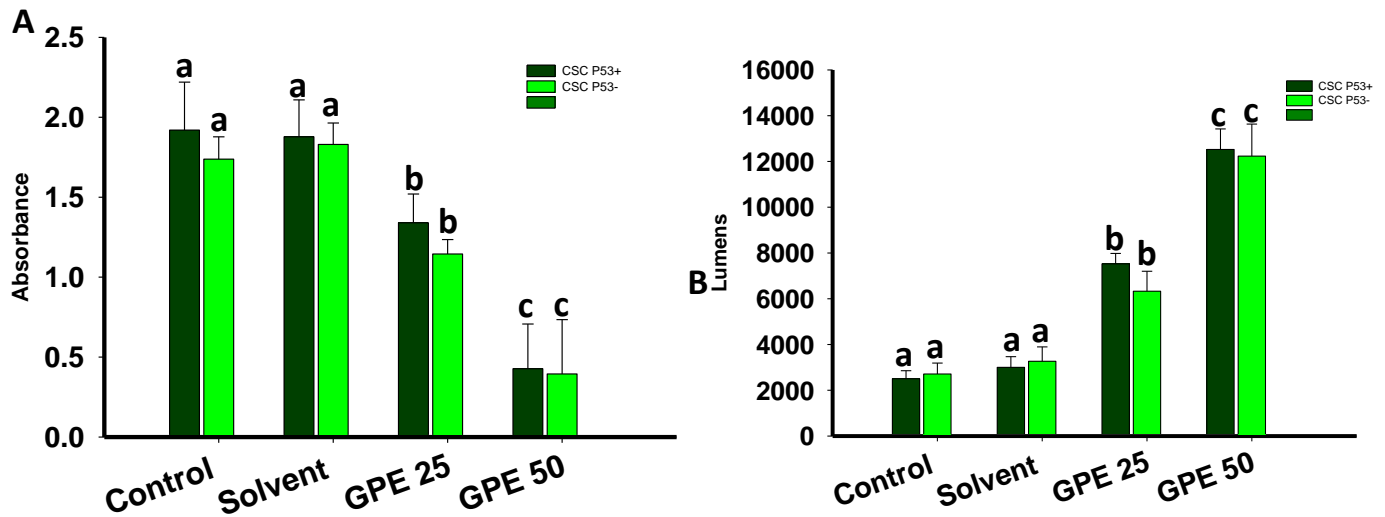 A
2.5
2.0
1.5
1.0
0.5
0.0
Absorbance
a
a
a
a
b
b
c
c
CSC P53+
CSC P53-
Control
Solvent
GPE 25
GPE 50
B
16000
14000
12000
10000
8000
6000
4000
2000
0
Lumens
a
a
a
a
b
b
c
c
CSC P53+
CSC P53-
Control
Solvent
GPE 25
GPE 50